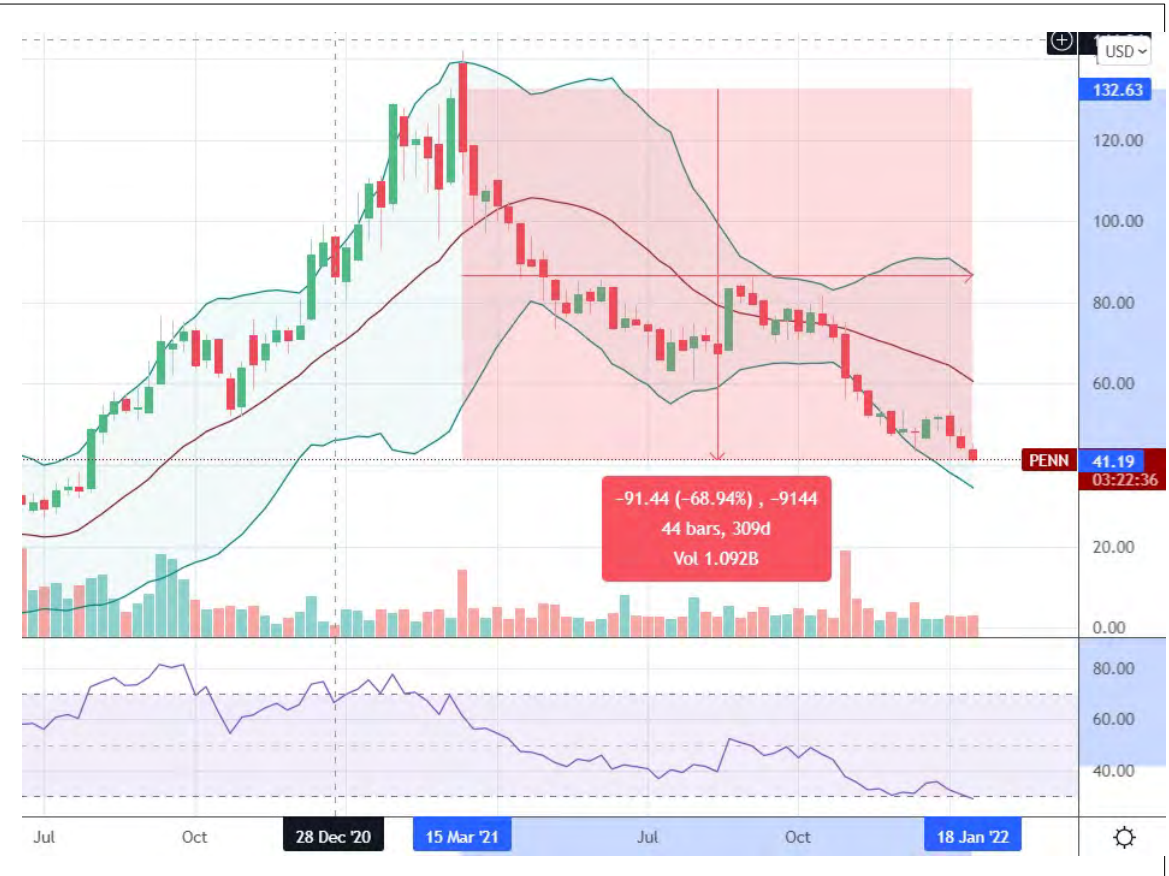 USD
132.63
120.00
100.00
80.00
60.00
PENN
41.19
03:22:36
-91.44 (-68.94%) , -9144
44 bars, 309d
Vol 1.092B
20.00
0.00
80.00
60.00
40.00
Jul
Oct
28 Dec '20
15 Mar '21
Jul
Oct
18 Jan '22